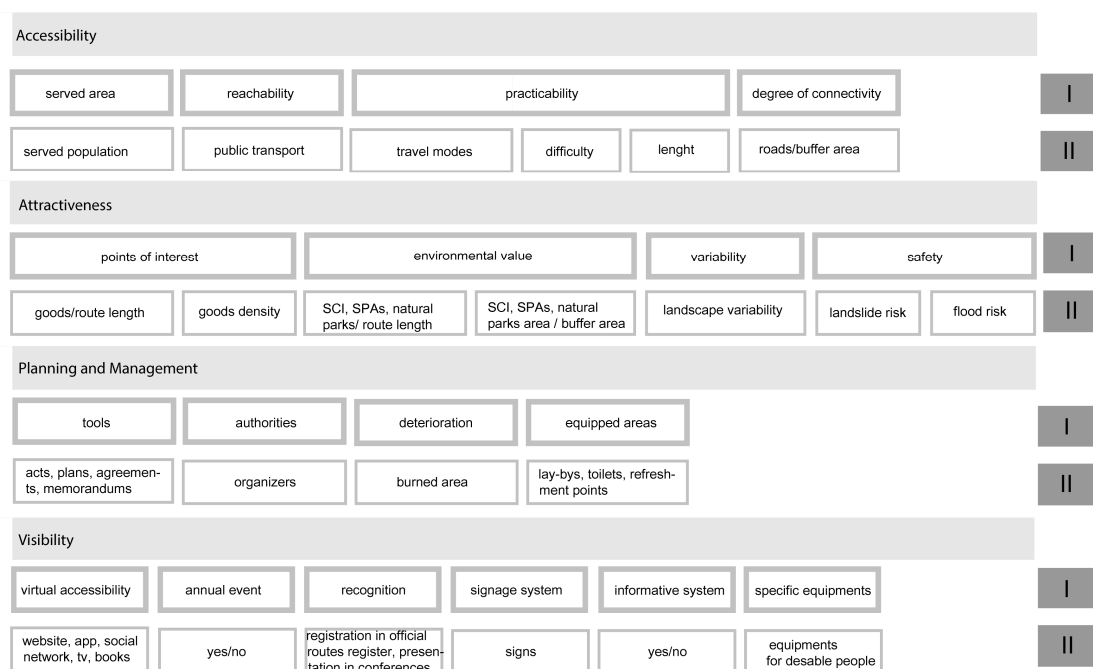 Accessibility
served area
reachability
practicability
degree of connectivity
I
served population
public transport
travel modes
difficulty
lenght
roads/buffer area
II
Attractiveness
points of interest
environmental value
variability
safety
I
goods/route length
goods density
SCI, SPAs, natural
parks/ route length
SCI, SPAs, natural
parks area / buffer area
landscape variability
landslide risk
flood risk
II
Planning and Management
tools
authorities
deterioration
equipped areas
I
acts, plans, agreemen-
ts, memorandums
organizers
burned area
lay-bys, toilets, refresh-
ment points
II
Visibility
virtual accessibility
annual event
recognition
signage system
informative system
specific equipments
I
website, app, social
network, tv, books
yes/no
registration in official
routes register, presen-
tation in conferences
signs
yes/no
equipments
for desable people
II